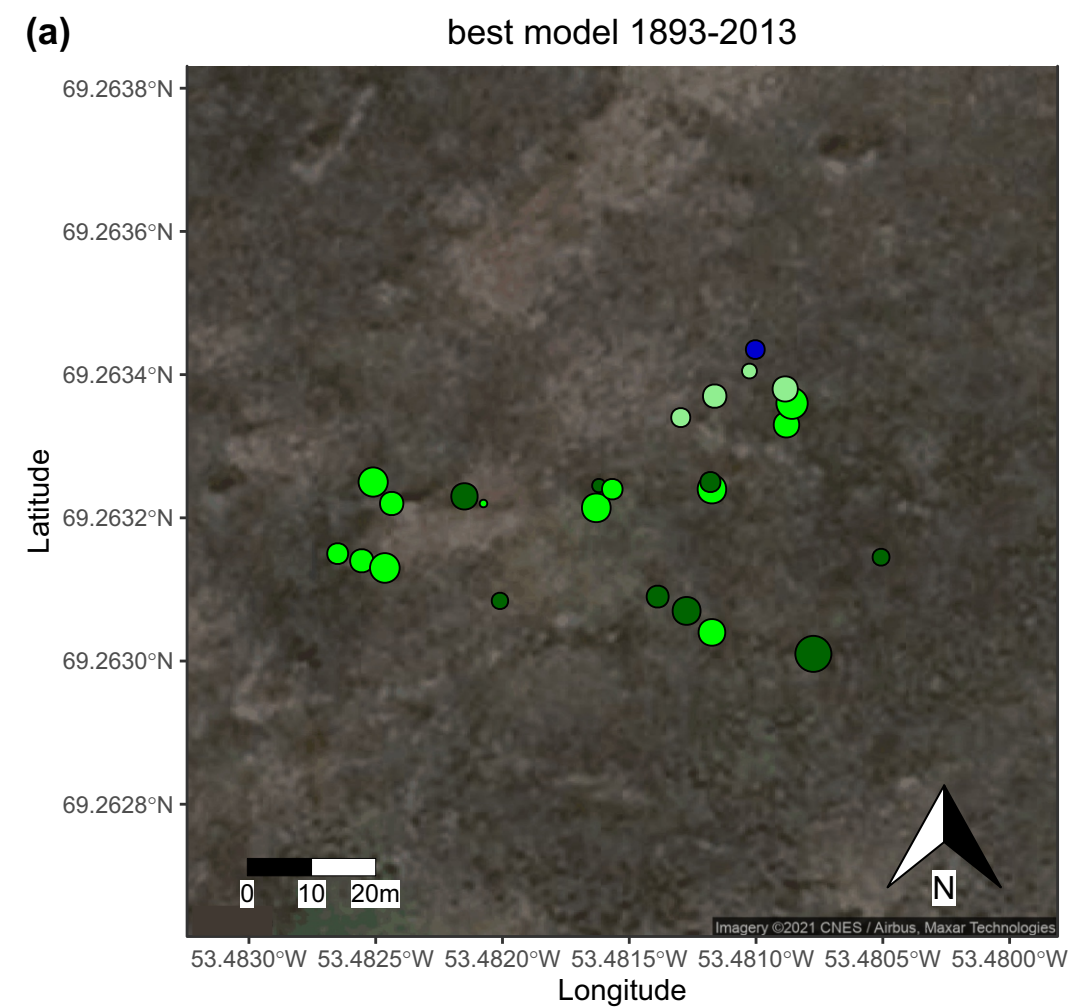 (a)
best model 1893-2013
69.2638°N
69.2636°N
69.2634°N
69.2632°N
69.2630°N
69.2628°N
Latitude
0 10 20m
N
Imagery ©2021 CNES / Airbus, Maxar Technologies
53.4830°W 53.4825°W 53.4820°W 53.4815°W 53.4810°W 53.4805°W 53.4800°W
Longitude